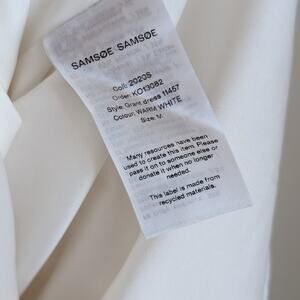 SAMSØE SAMSØE
Coll: 2020S
Order: KO13082
Style: Grant dress 11457
Colour: WARM WHITE
Size: M
Many resources have been
used to create this item. Please
pass it on to someone else or
donate it when no longer
needed.
This label is made from
recycled materials.